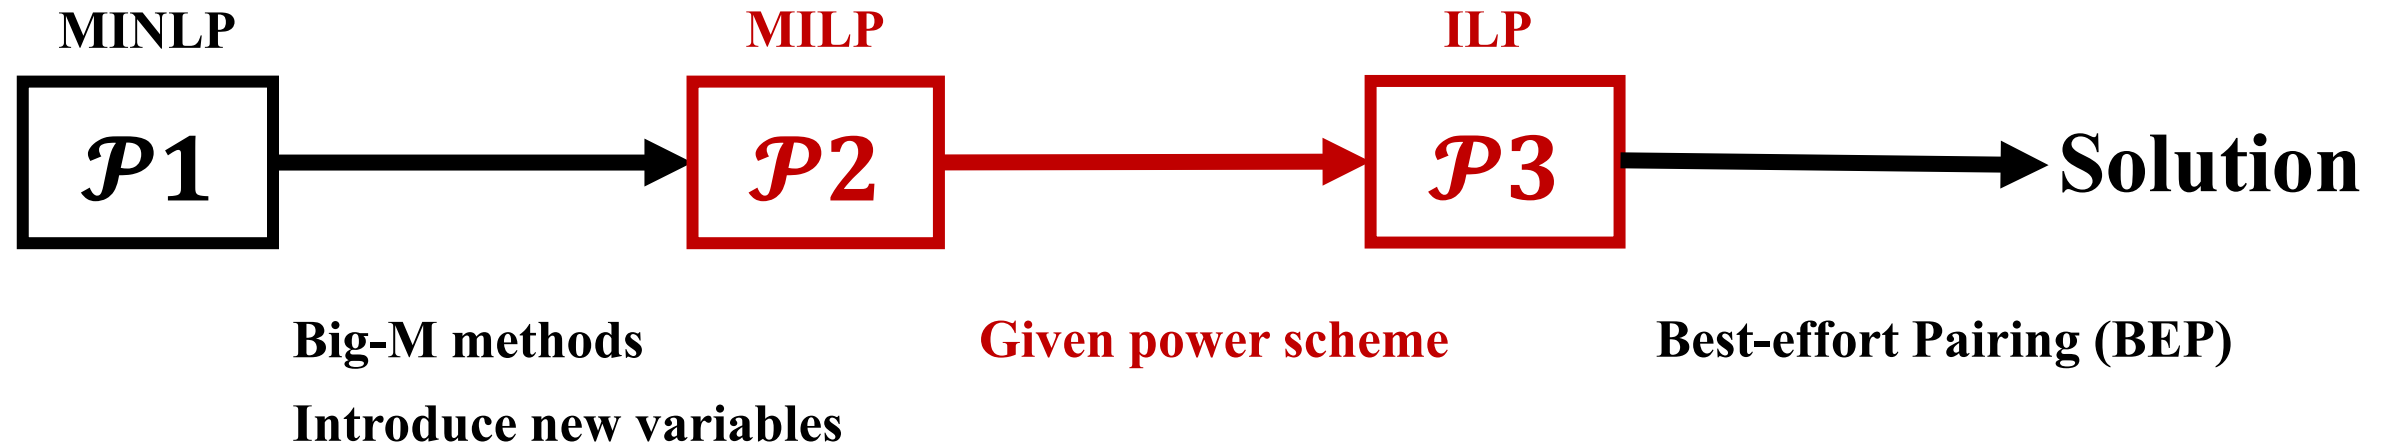 MINLP
MILP
ILP
𝒫1
𝒫2
𝒫3
Solution
Big-M methods
Given power scheme
Best-effort Pairing (BEP)
Introduce new variables